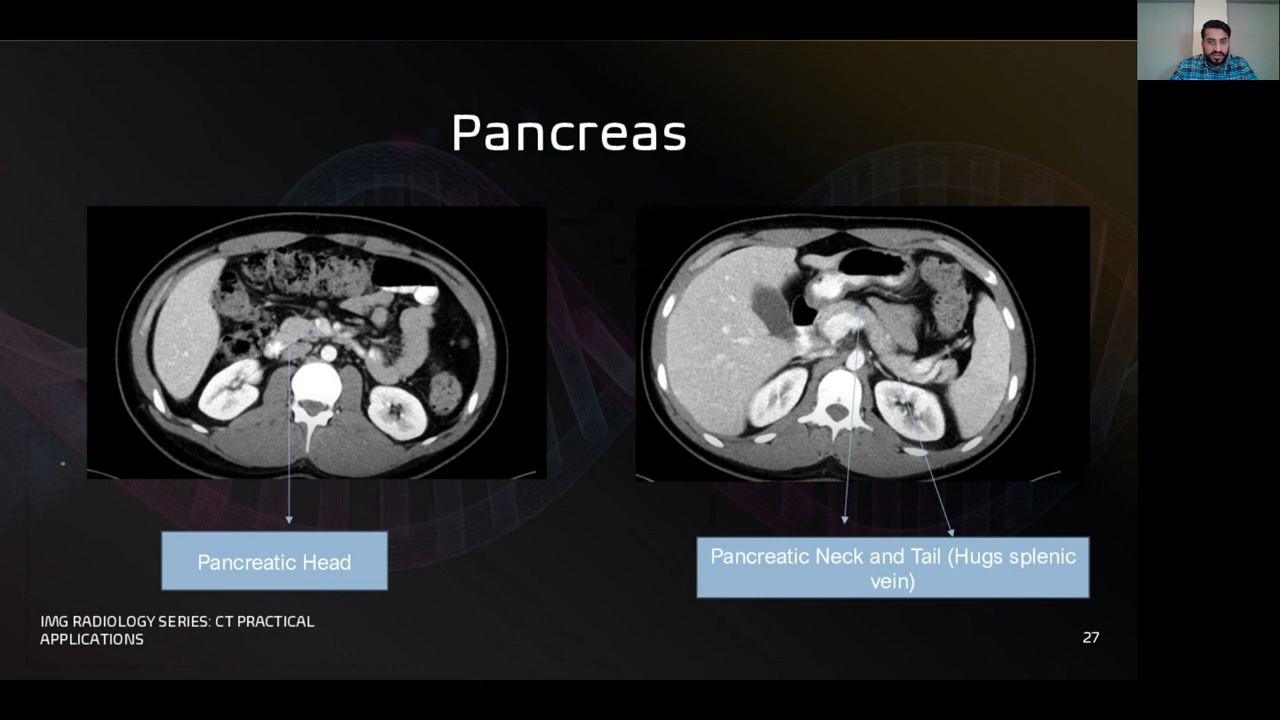 Pancreas
Pancreatic Head
Pancreatic Neck and Tail (Hugs splenic
vein)
IMG RADIOLOGY SERIES: CT PRACTICAL
APPLICATIONS
27